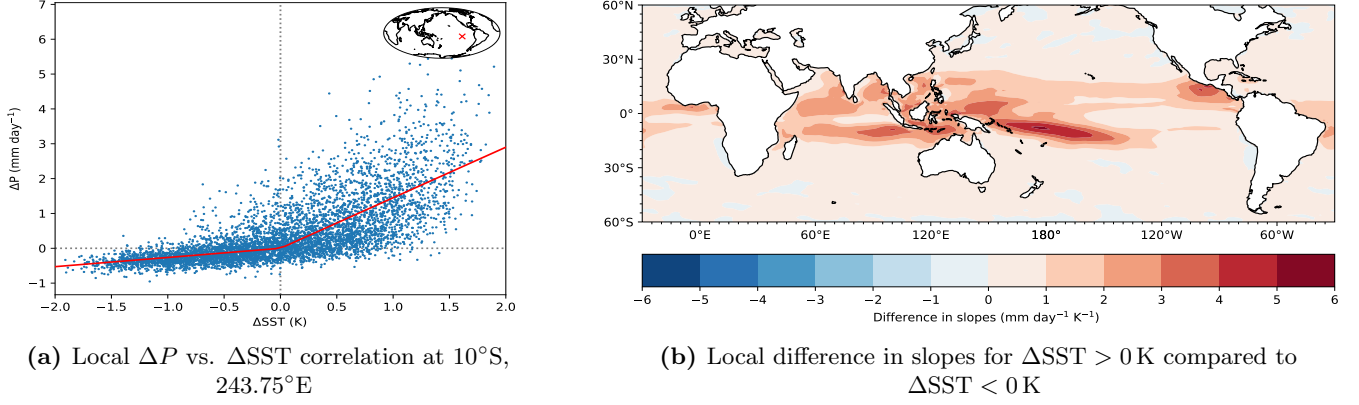 7
6
5
4
3
2
1
0
−1
ΔP (mm day⁻¹)
−2.0 −1.5 −1.0 −0.5 0.0 0.5 1.0 1.5 2.0
ΔSST (K)
(a) Local ΔP vs. ΔSST correlation at 10°S,
243.75°E
60°N
30°N
0°
30°S
60°S
0°E 60°E 120°E 180°E 120°W 60°W
−6 −5 −4 −3 −2 −1 0 1 2 3 4 5 6
Difference in slopes (mm day⁻¹ K⁻¹)
(b) Local difference in slopes for ΔSST > 0 K compared to
ΔSST < 0 K